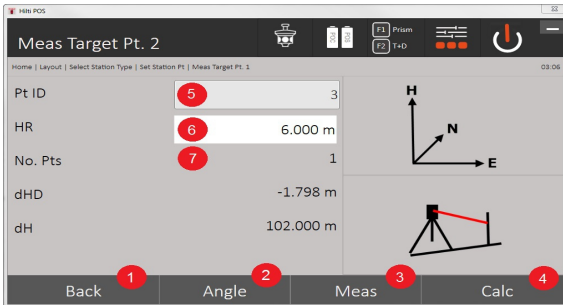 Hilti POS
Meas Target Pt. 2
POC
POS
F1 Prism
F2 T+D
Home | Layout | Select Station Type | Set Station Pt | Meas Target Pt. 1
03:06
Pt ID
5
3
HR
6
6.000 m
No. Pts
7
1
dHD
-1.798 m
dH
102.000 m
H
N
E
1
2
3
4
Back
Angle
Meas
Calc